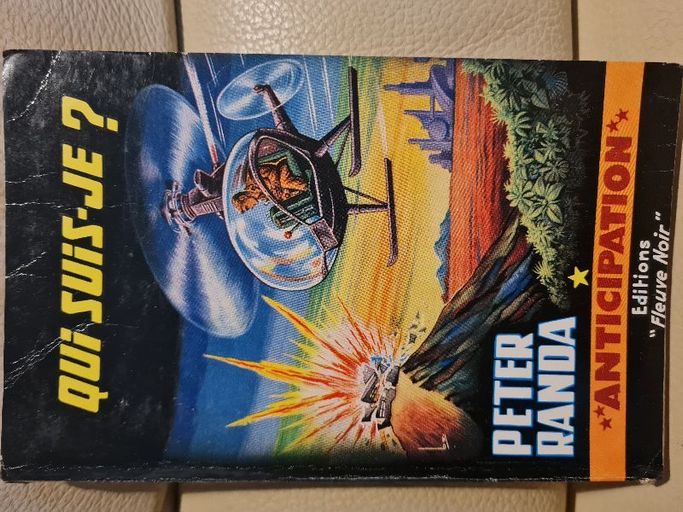 QUI SUIS-JE ?
PETER
RANDA
ANTICIPATION
Editions
"Fleuve Noir"